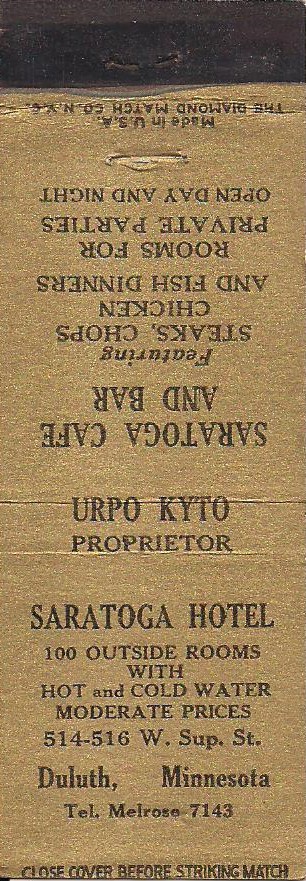 SARATOGA CAFE
AND BAR
Featuring
STEAKS, CHOPS
CHICKEN
AND FISH DINNERS
ROOMS FOR
PRIVATE PARTIES
OPEN DAY AND NIGHT
Made in U.S.A.
THE DIAMOND MATCH CO. N.Y.C.
URPO KYTO
PROPRIETOR
SARATOGA HOTEL
100 OUTSIDE ROOMS
WITH
HOT and COLD WATER
MODERATE PRICES
514-516 W. Sup. St.
Duluth, Minnesota
Tel. Melrose 7143
CLOSE COVER BEFORE STRIKING MATCH